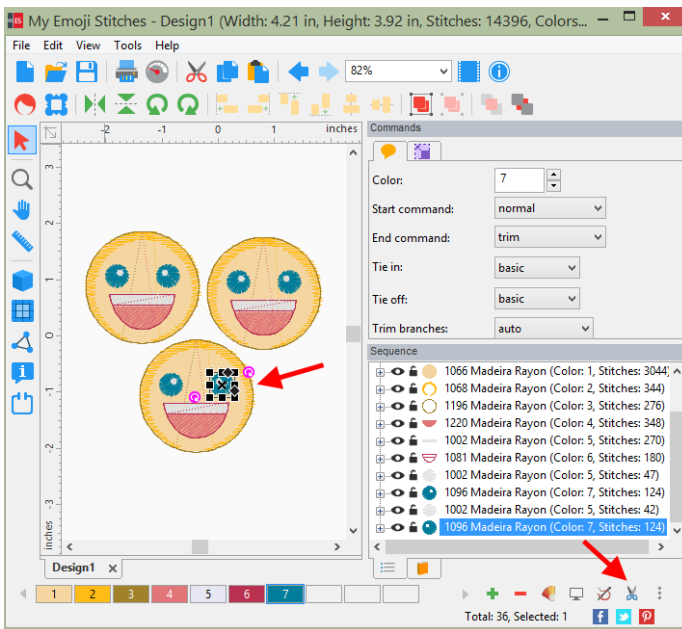 ES My Emoji Stitches - Design1 (Width: 4.21 in, Height: 3.92 in, Stitches: 14396, Colors...
File Edit View Tools Help
82%
-2 -1 0 1 inches
Commands
Color: 7
Start command: normal
End command: trim
Tie in: basic
Tie off: basic
Trim branches: auto
Sequence
1066 Madeira Rayon (Color: 1, Stitches: 3044)
1068 Madeira Rayon (Color: 2, Stitches: 344)
1196 Madeira Rayon (Color: 3, Stitches: 276)
1220 Madeira Rayon (Color: 4, Stitches: 348)
1002 Madeira Rayon (Color: 5, Stitches: 270)
1081 Madeira Rayon (Color: 6, Stitches: 180)
1002 Madeira Rayon (Color: 5, Stitches: 47)
1096 Madeira Rayon (Color: 7, Stitches: 124)
1002 Madeira Rayon (Color: 5, Stitches: 42)
1096 Madeira Rayon (Color: 7, Stitches: 124)
3
2
1
0
-1
-2
-3
inches
Design1 x
1 2 3 4 5 6 7
Total: 36, Selected: 1